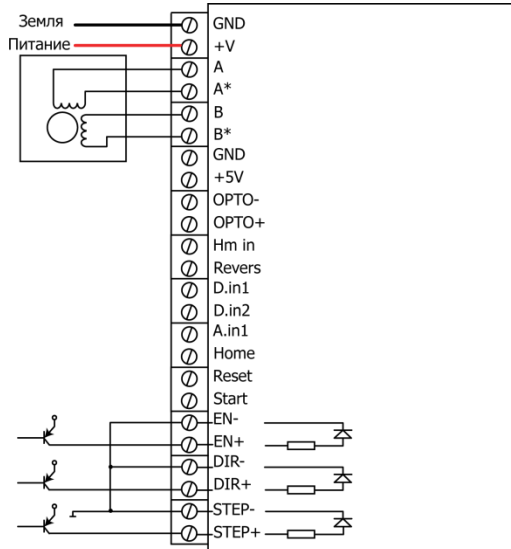 Земля
GND
Питание
+V
A
A*
B
B*
GND
+5V
OPTO-
OPTO+
Hm in
Revers
D.in1
D.in2
A.in1
Home
Reset
Start
EN-
EN+
DIR-
DIR+
STEP-
STEP+